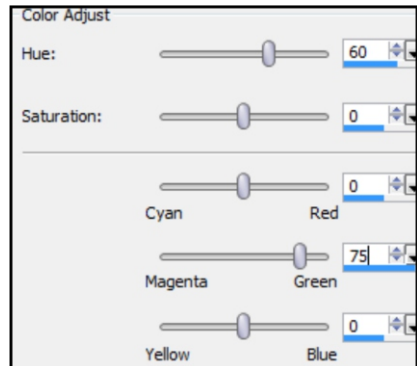 Color Adjust
Hue: 60
Saturation: 0
0
Cyan Red
75
Magenta Green
0
Yellow Blue